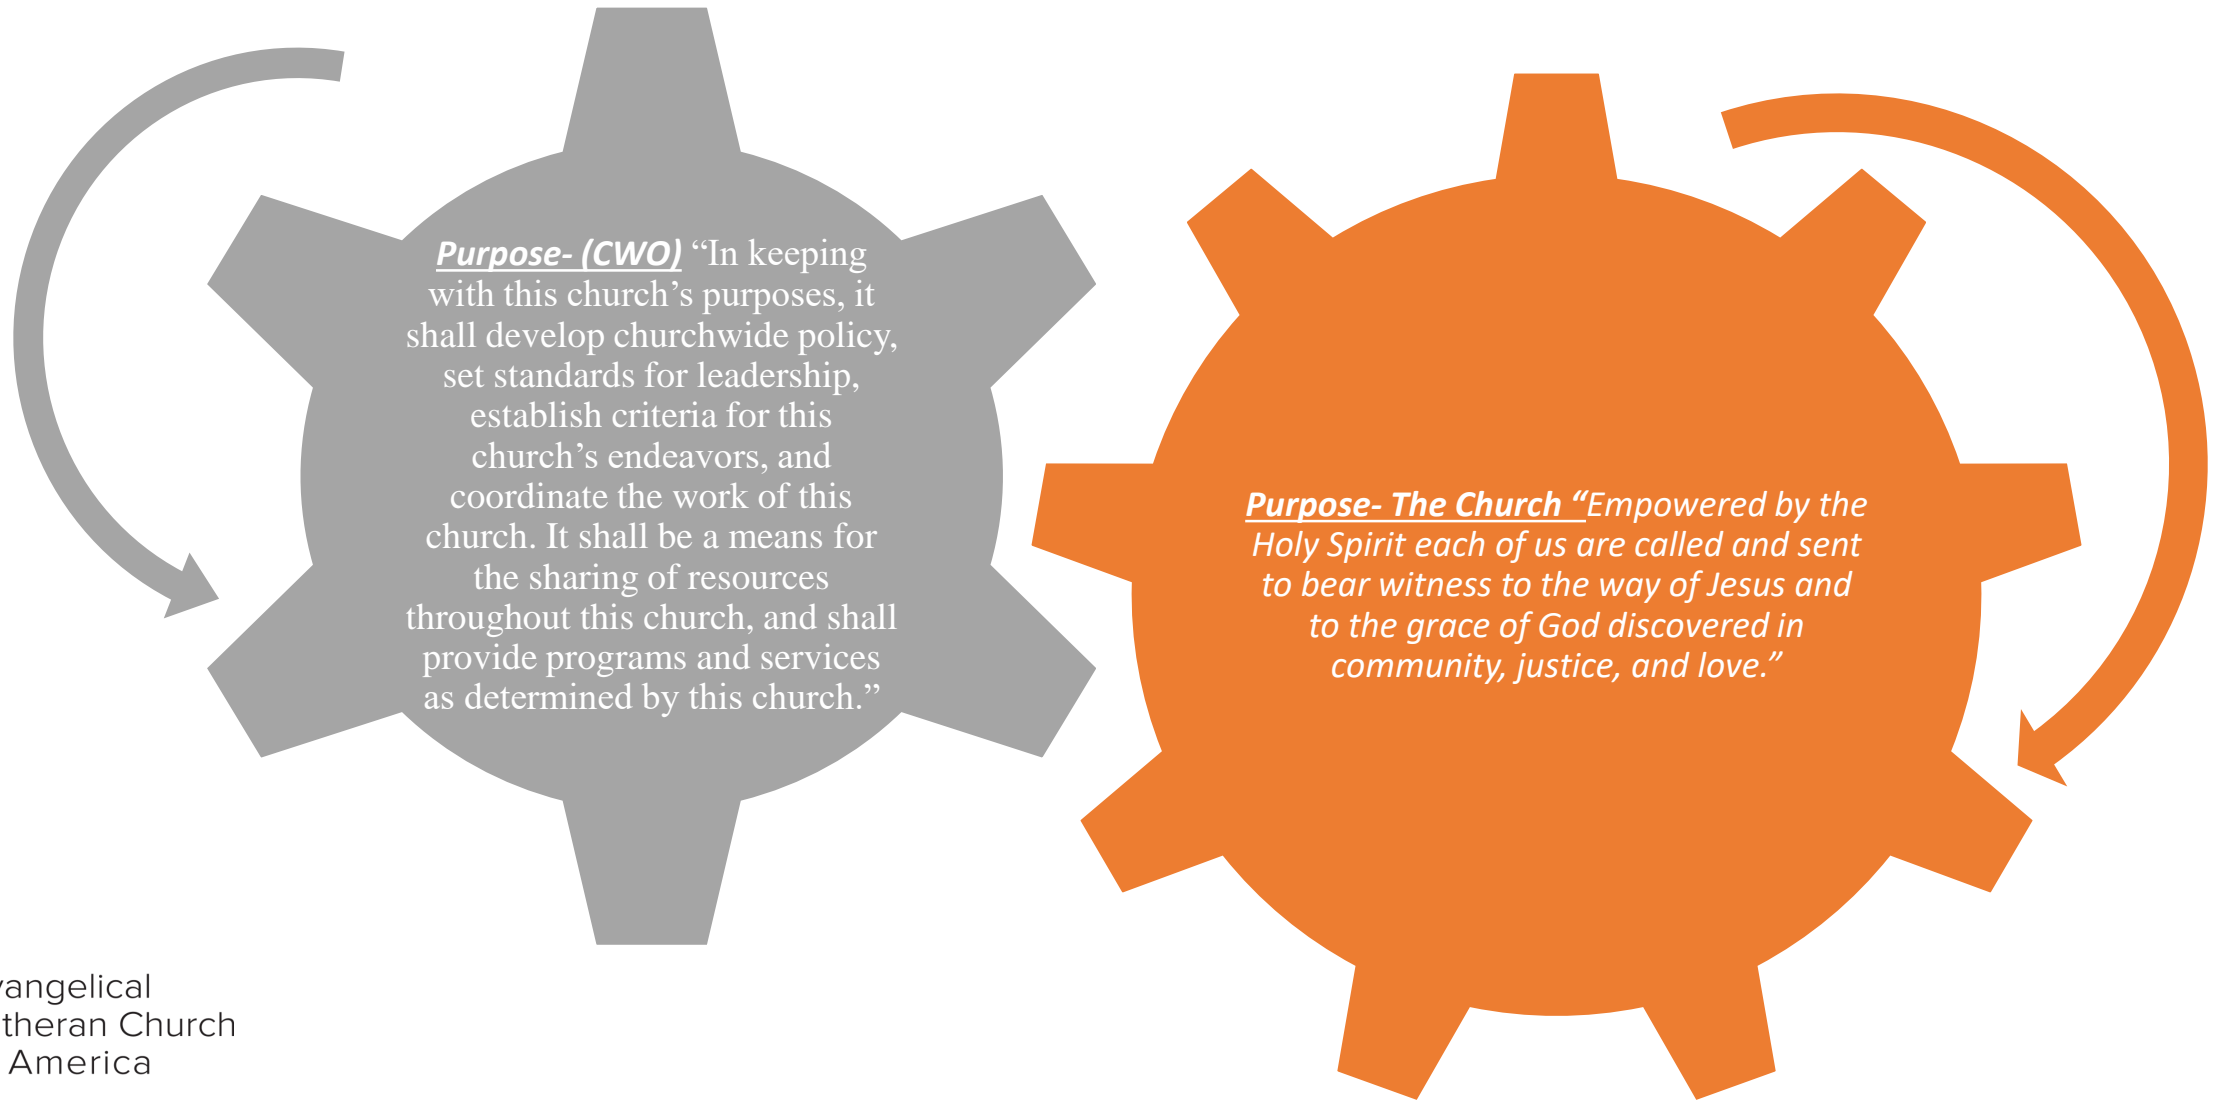 Purpose- (CWO) “In keeping
with this church’s purposes, it
shall develop churchwide policy,
set standards for leadership,
establish criteria for this
church’s endeavors, and
coordinate the work of this
church. It shall be a means for
the sharing of resources
throughout this church, and shall
provide programs and services
as determined by this church.”
Purpose- The Church “Empowered by the
Holy Spirit each of us are called and sent
to bear witness to the way of Jesus and
to the grace of God discovered in
community, justice, and love.”
vangelical
theran Church
America